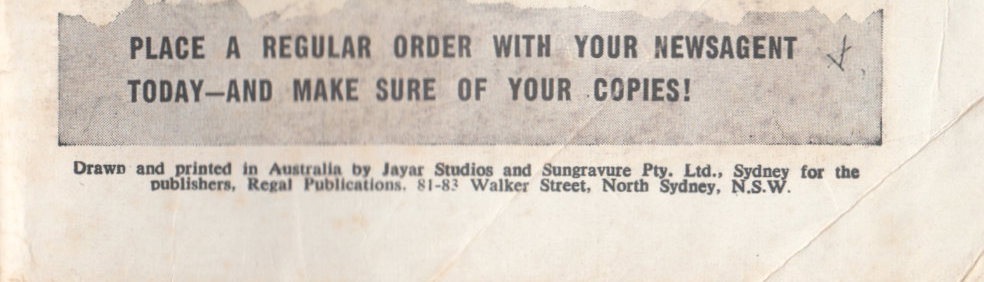 PLACE A REGULAR ORDER WITH YOUR NEWSAGENT
TODAY—AND MAKE SURE OF YOUR COPIES!
Drawn and printed in Australia by Jayar Studios and Sungravure Pty. Ltd., Sydney for the
publishers, Regal Publications. 81-83 Walker Street, North Sydney, N.S.W.